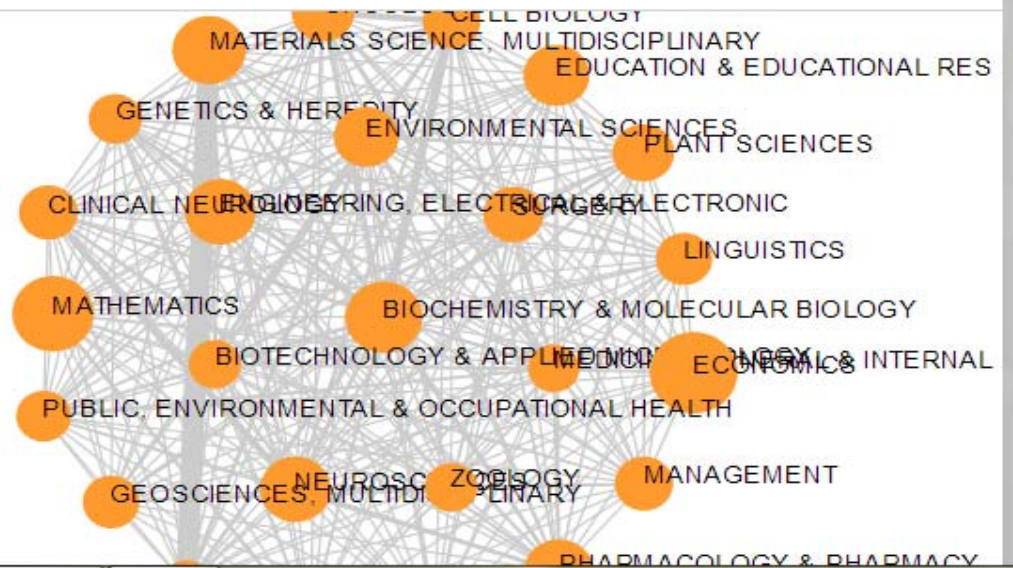 CELL BIOLOGY
MATERIALS SCIENCE, MULTIDISCIPLINARY
EDUCATION & EDUCATIONAL RES
GENETICS & HEREDITY
ENVIRONMENTAL SCIENCES
PLANT SCIENCES
CLINICAL NEUROLOGY
ENGINEERING, ELECTRICAL & ELECTRONIC
SURGERY
LINGUISTICS
MATHEMATICS
BIOCHEMISTRY & MOLECULAR BIOLOGY
BIOTECHNOLOGY & APPLIED MICROBIOLOGY
MEDICINE, GENERAL & INTERNAL
ECONOMICS
PUBLIC, ENVIRONMENTAL & OCCUPATIONAL HEALTH
NEUROSCIENCES
ZOOLOGY
MANAGEMENT
GEOSCIENCES, MULTIDISCIPLINARY
PHARMACOLOGY & PHARMACY